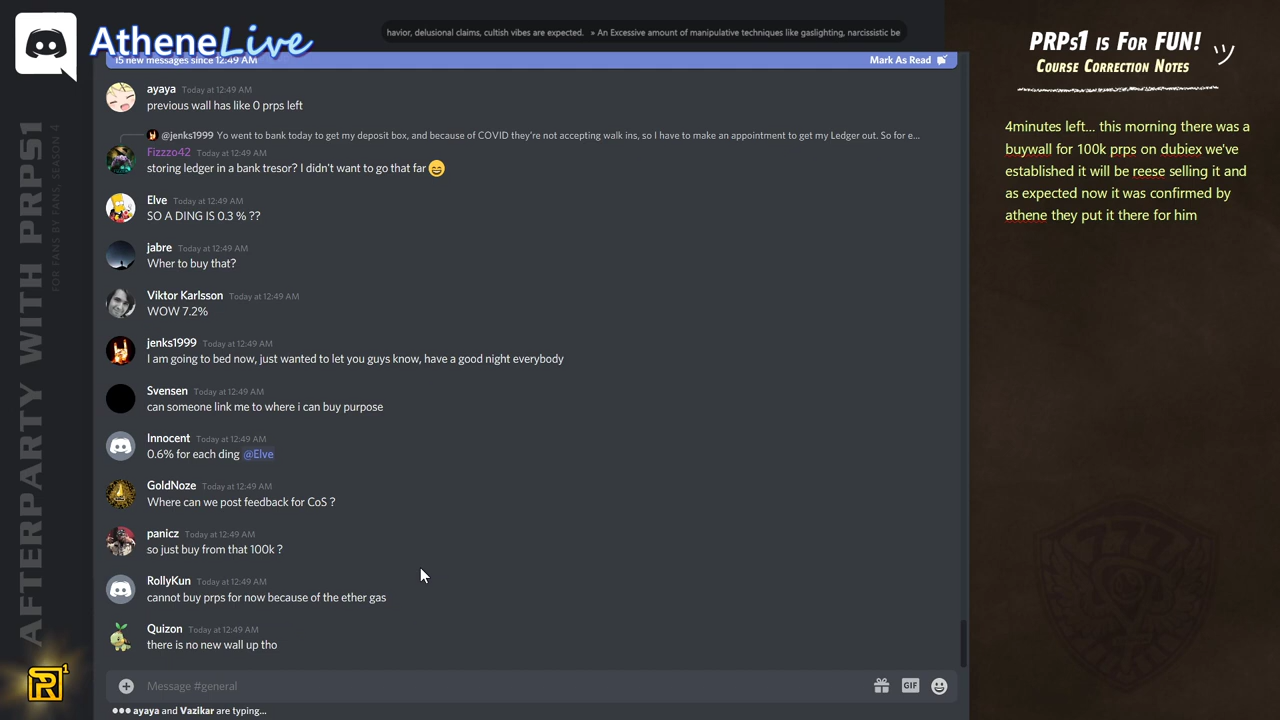 AtheneLive
havior, delusional claims, cultish vibes are expected.   » An Excessive amount of manipulative techniques like gaslighting, narcissistic be
15 new messages since 12:49 AM
Mark As Read
ayaya Today at 12:49 AM
previous wall has like 0 prps left
@jenks1999 Yo went to bank today to get my deposit box, and because of COVID they're not accepting walk ins, so I have to make an appointment to get my Ledger out. So for e...
Fizzzo42 Today at 12:49 AM
storing ledger in a bank tresor? I didn't want to go that far 😄
Elve Today at 12:49 AM
SO A DING IS 0.3 % ??
jabre Today at 12:49 AM
Wher to buy that?
Viktor Karlsson Today at 12:49 AM
WOW 7.2%
jenks1999 Today at 12:49 AM
I am going to bed now, just wanted to let you guys know, have a good night everybody
Svensen Today at 12:49 AM
can someone link me to where i can buy purpose
Innocent Today at 12:49 AM
0.6% for each ding @Elve
GoldNoze Today at 12:49 AM
Where can we post feedback for CoS ?
panicz Today at 12:49 AM
so just buy from that 100k ?
RollyKun Today at 12:49 AM
cannot buy prps for now because of the ether gas
Quizon Today at 12:49 AM
there is no new wall up tho
Message #general
GIF
ayaya and Vazikar are typing...
AFTERPARTY WITH PRPS1
FOR FANS BY FANS, SEASON 4
R1
PRPs1 is For FUN!
Course Correction Notes
ツ
4minutes left... this morning there was a
buywall for 100k prps on dubiex we've
established it will be reese selling it and
as expected now it was confirmed by
athene they put it there for him